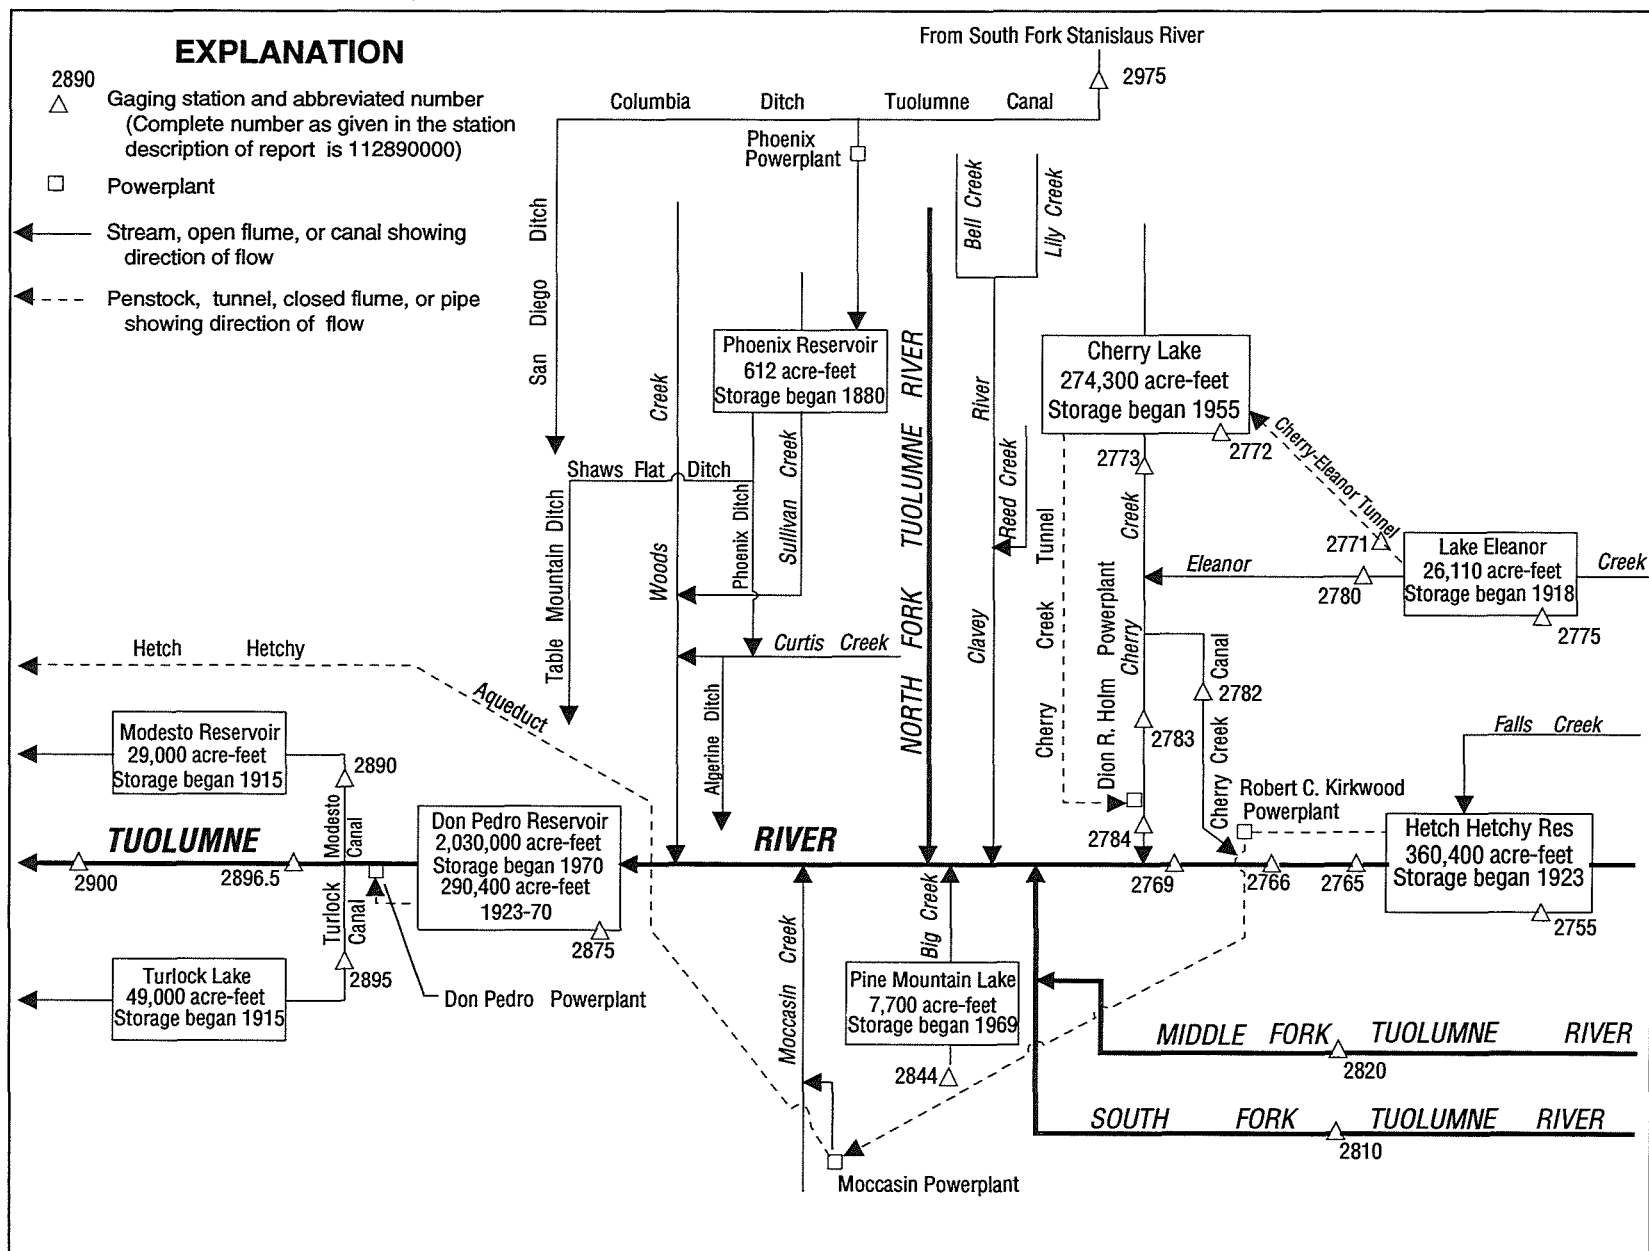 EXPLANATION
2890
Gaging station and abbreviated number
(Complete number as given in the station
description of report is 112890000)
Powerplant
Stream, open flume, or canal showing
direction of flow
Penstock, tunnel, closed flume, or pipe
showing direction of flow
From South Fork Stanislaus River
2975
Columbia Ditch
Tuolumne Canal
Phoenix
Powerplant
San Diego Ditch
Bell Creek
Lily Creek
Phoenix Reservoir
612 acre-feet
Storage began 1880
Cherry Lake
274,300 acre-feet
Storage began 1955
2772
2773
Cherry-Eleanor Tunnel
2771
Lake Eleanor
26,110 acre-feet
Storage began 1918
2775
Eleanor
Creek
2780
Shaws Flat Ditch
Table Mountain Ditch
Woods Creek
Phoenix Ditch
Sullivan Creek
Curtis Creek
Algerine Ditch
NORTH FORK TUOLUMNE RIVER
Clavey River
Reed Creek
Cherry Creek Tunnel
Dion R. Holm Powerplant
Cherry Creek
2782
2783
2784
Cherry Creek Canal
Falls Creek
Robert C. Kirkwood
Powerplant
Hetch Hetchy Res
360,400 acre-feet
Storage began 1923
2755
Hetch Hetchy
Aqueduct
Modesto Reservoir
29,000 acre-feet
Storage began 1915
2890
Modesto
Canal
TUOLUMNE
RIVER
2900
2896.5
Don Pedro Reservoir
2,030,000 acre-feet
Storage began 1970
290,400 acre-feet
1923-70
2875
2769
2766
2765
Turlock
Canal
2895
Turlock Lake
49,000 acre-feet
Storage began 1915
Don Pedro Powerplant
Moccasin Creek
Big Creek
Pine Mountain Lake
7,700 acre-feet
Storage began 1969
2844
MIDDLE FORK TUOLUMNE RIVER
2820
SOUTH FORK TUOLUMNE RIVER
2810
Moccasin Powerplant